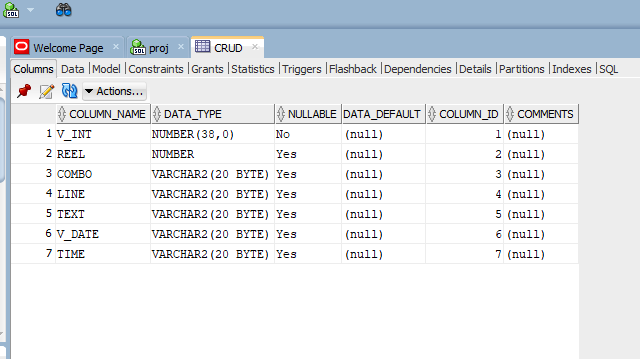 SQL
Welcome Page SQL proj CRUD
Columns Data Model Constraints Grants Statistics Triggers Flashback Dependencies Details Partitions Indexes SQL
Actions...
COLUMN_NAME DATA_TYPE NULLABLE DATA_DEFAULT COLUMN_ID COMMENTS
1 V_INT NUMBER(38,0) No (null) 1 (null)
2 REEL NUMBER Yes (null) 2 (null)
3 COMBO VARCHAR2(20 BYTE) Yes (null) 3 (null)
4 LINE VARCHAR2(20 BYTE) Yes (null) 4 (null)
5 TEXT VARCHAR2(20 BYTE) Yes (null) 5 (null)
6 V_DATE VARCHAR2(20 BYTE) Yes (null) 6 (null)
7 TIME VARCHAR2(20 BYTE) Yes (null) 7 (null)